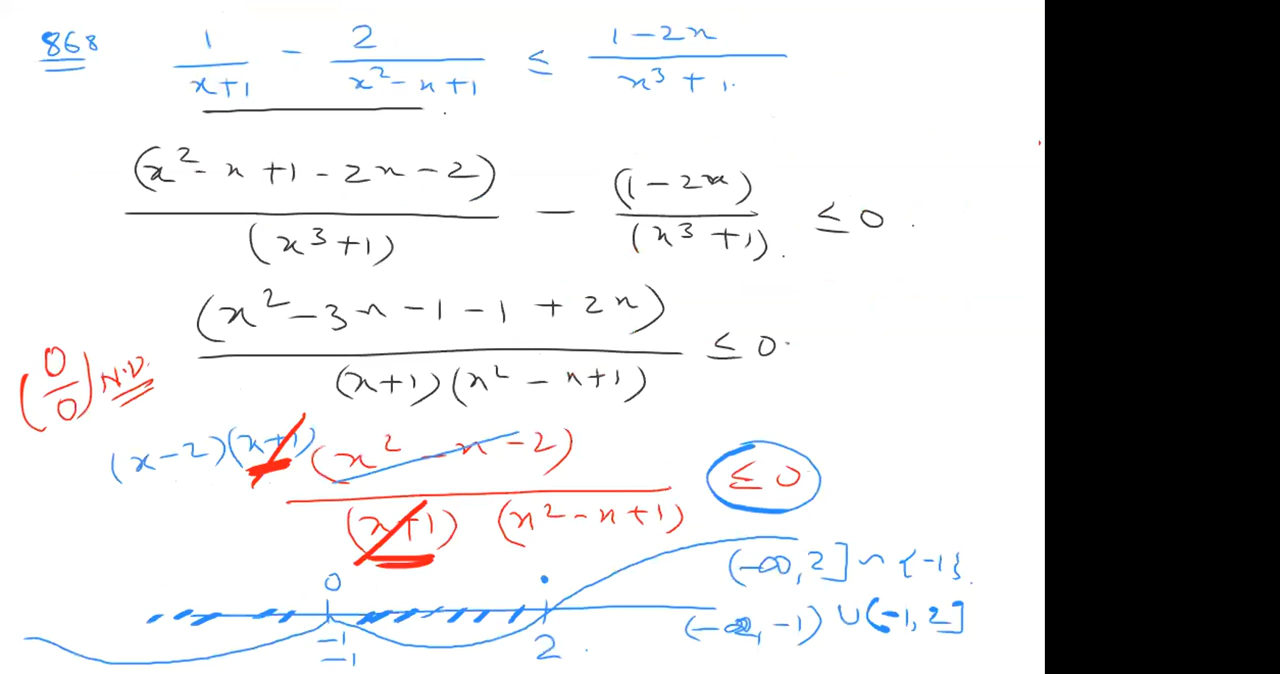 868 1/(x+1) - 2/(x² - x + 1) ≤ (1 - 2x)/(x³ + 1)
(x² - x + 1 - 2x - 2)/(x³ + 1) - (1 - 2x)/(x³ + 1) ≤ 0
(x² - 3x - 1 - 1 + 2x)/((x+1)(x² - x + 1)) ≤ 0
(0/0) N.D.
(x-2)(x+1) (x² - x - 2)/((x+1) (x² - x + 1)) ≤ 0
(-∞, 2] ~ {-1}
0
(-∞, -1) ∪ (-1, 2]
-1 2
-1